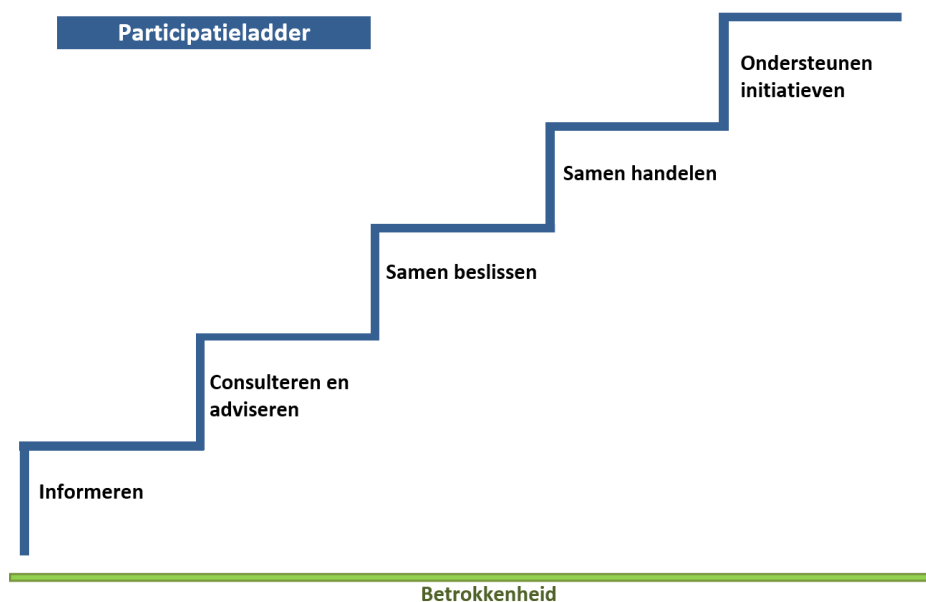 Participatieladder
Ondersteunen
initiatieven
Samen handelen
Samen beslissen
Consulteren en
adviseren
Informeren
Betrokkenheid